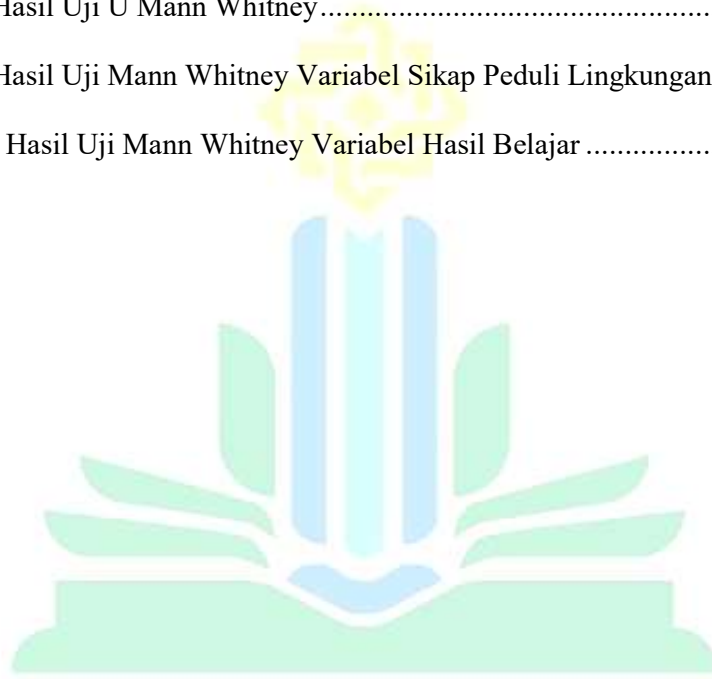 Hasil Uji U Mann Whitney..................................................
Hasil Uji Mann Whitney Variabel Sikap Peduli Lingkungan
Hasil Uji Mann Whitney Variabel Hasil Belajar ................